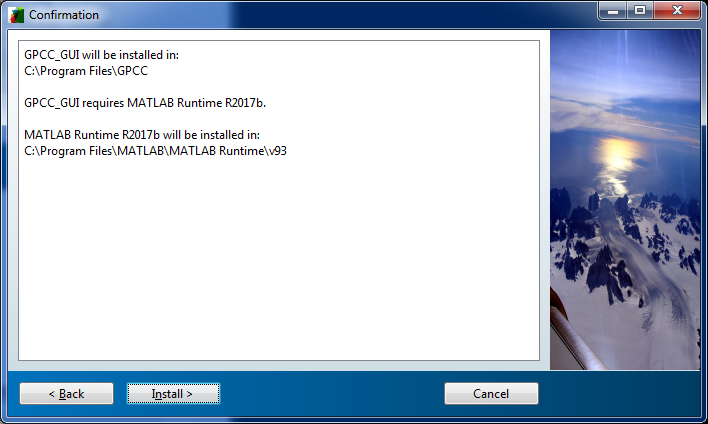 Confirmation
GPCC_GUI will be installed in:
C:\Program Files\GPCC
GPCC_GUI requires MATLAB Runtime R2017b.
MATLAB Runtime R2017b will be installed in:
C:\Program Files\MATLAB\MATLAB Runtime\v93
< Back
Install >
Cancel